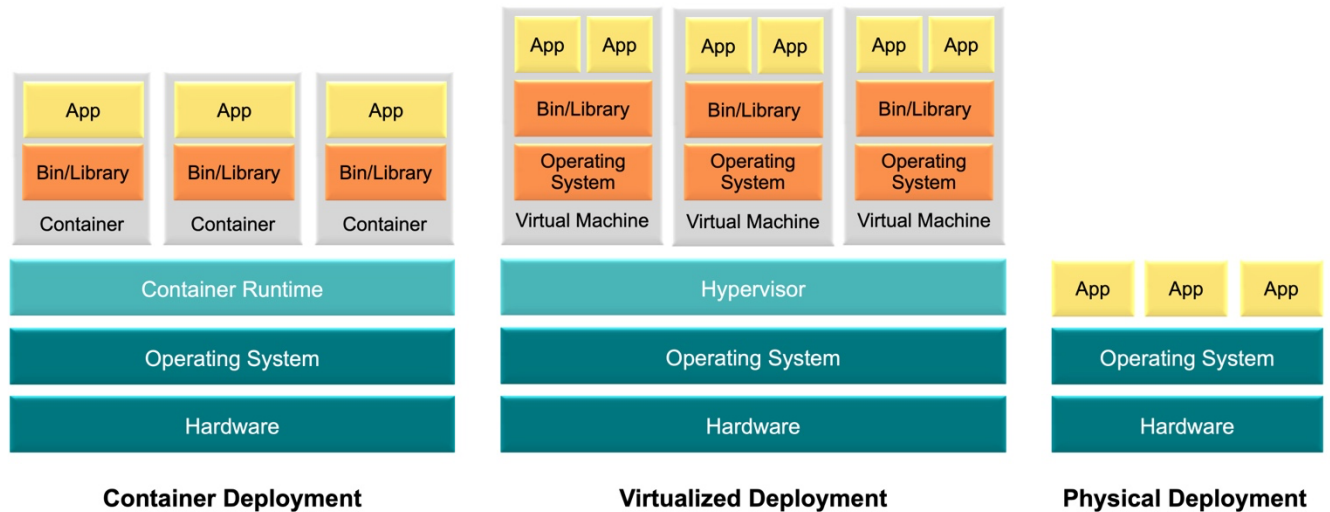 App
App
App
Bin/Library
Bin/Library
Bin/Library
Container
Container
Container
Container Runtime
Operating System
Hardware
Container Deployment
App
App
App
App
App
App
Bin/Library
Bin/Library
Bin/Library
Operating
System
Operating
System
Operating
System
Virtual Machine
Virtual Machine
Virtual Machine
Hypervisor
Operating System
Hardware
Virtualized Deployment
App
App
App
Operating System
Hardware
Physical Deployment